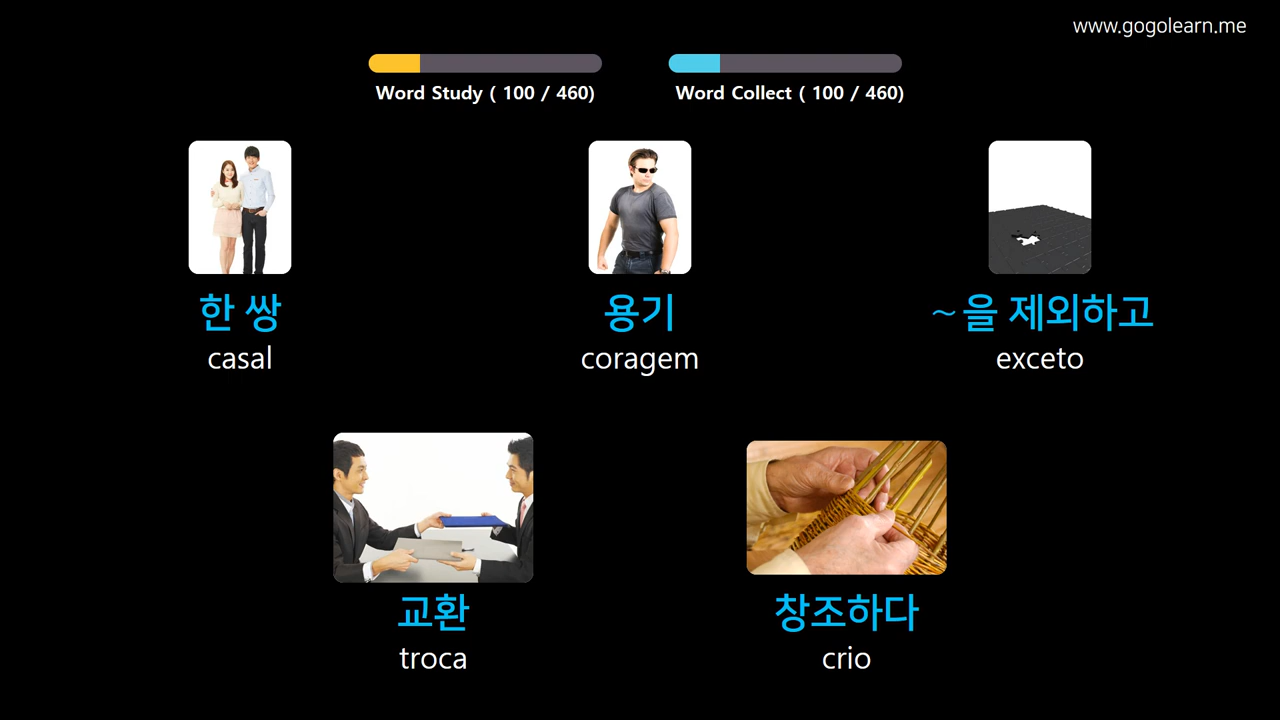 www.gogolearn.me
Word Study ( 100 / 460)
Word Collect ( 100 / 460)
한 쌍
casal
용기
coragem
~을 제외하고
exceto
교환
troca
창조하다
crio